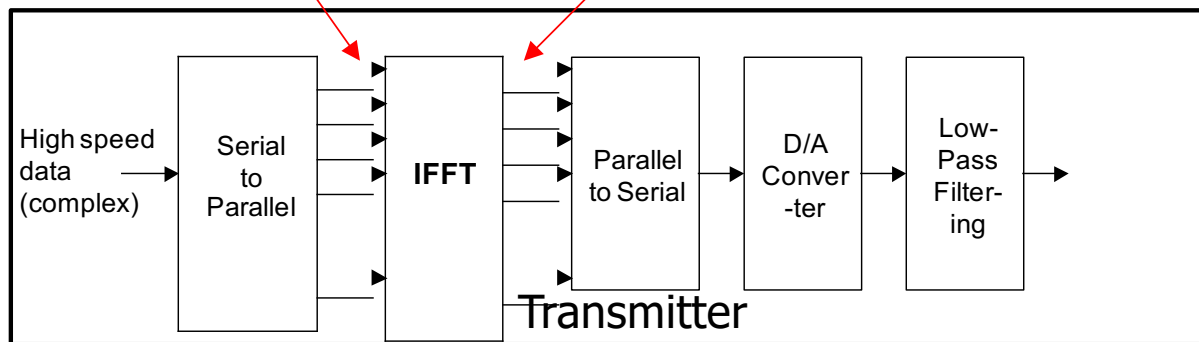 High speed
data
(complex)
Serial
to
Parallel
IFFT
Parallel
to Serial
D/A
Conver
-ter
Low-
Pass
Filter-
ing
Transmitter